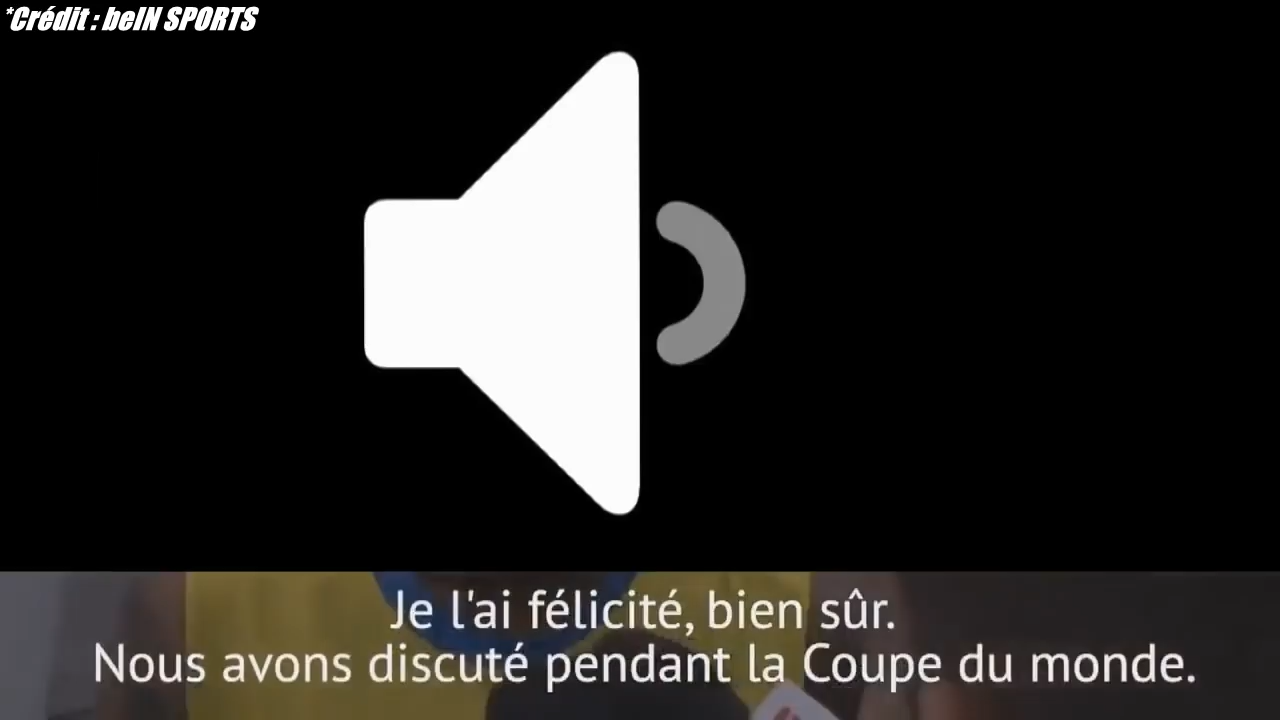 *Crédit : beIN SPORTS
Je l'ai félicité, bien sûr.
Nous avons discuté pendant la Coupe du monde.